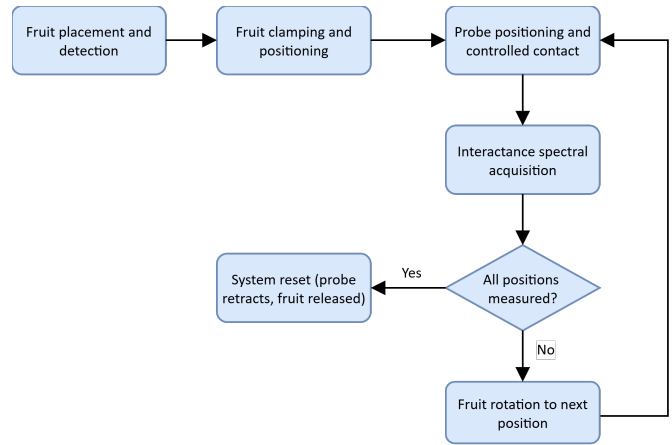 Fruit placement and
detection
Fruit clamping and
positioning
Probe positioning and
controlled contact
Interactance spectral
acquisition
All positions
measured?
Yes
System reset (probe
retracts, fruit released)
No
Fruit rotation to next
position